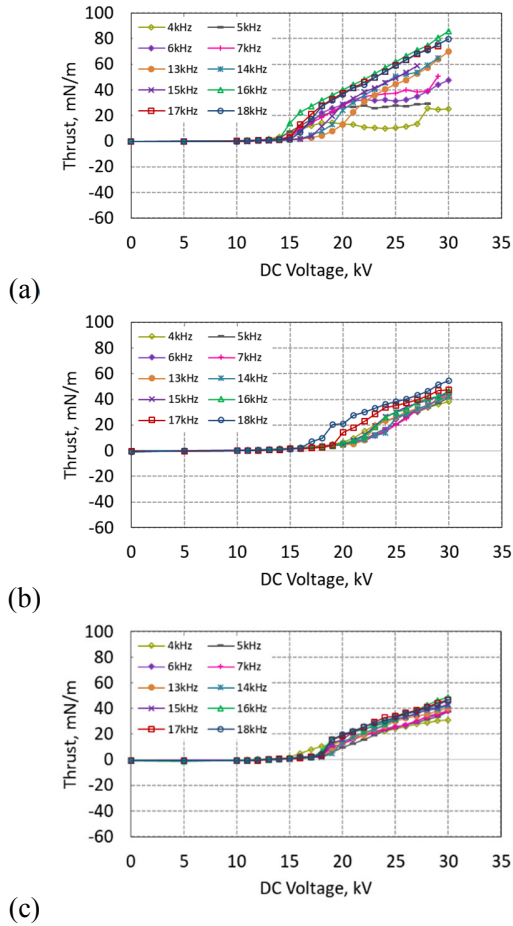 100
80
60
40
20
0
-20
-40
-60
Thrust, mN/m
4kHz 5kHz
6kHz 7kHz
13kHz 14kHz
15kHz 16kHz
17kHz 18kHz
0 5 10 15 20 25 30 35
DC Voltage, kV
(a)
100
80
60
40
20
0
-20
-40
-60
Thrust, mN/m
4kHz 5kHz
6kHz 7kHz
13kHz 14kHz
15kHz 16kHz
17kHz 18kHz
0 5 10 15 20 25 30 35
DC Voltage, kV
(b)
100
80
60
40
20
0
-20
-40
-60
Thrust, mN/m
4kHz 5kHz
6kHz 7kHz
13kHz 14kHz
15kHz 16kHz
17kHz 18kHz
0 5 10 15 20 25 30 35
DC Voltage, kV
(c)